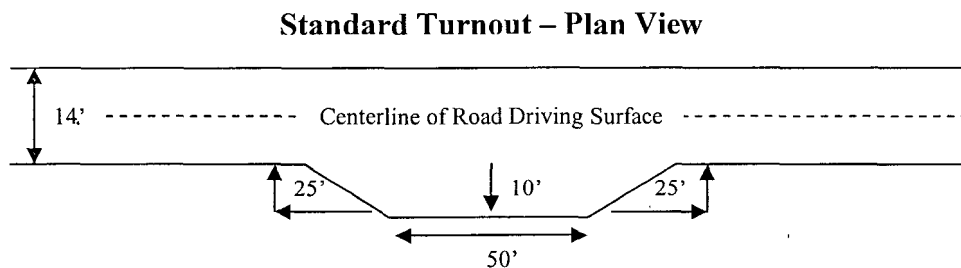 Standard Turnout – Plan View
14'
Centerline of Road Driving Surface
25'
10'
25'
50'